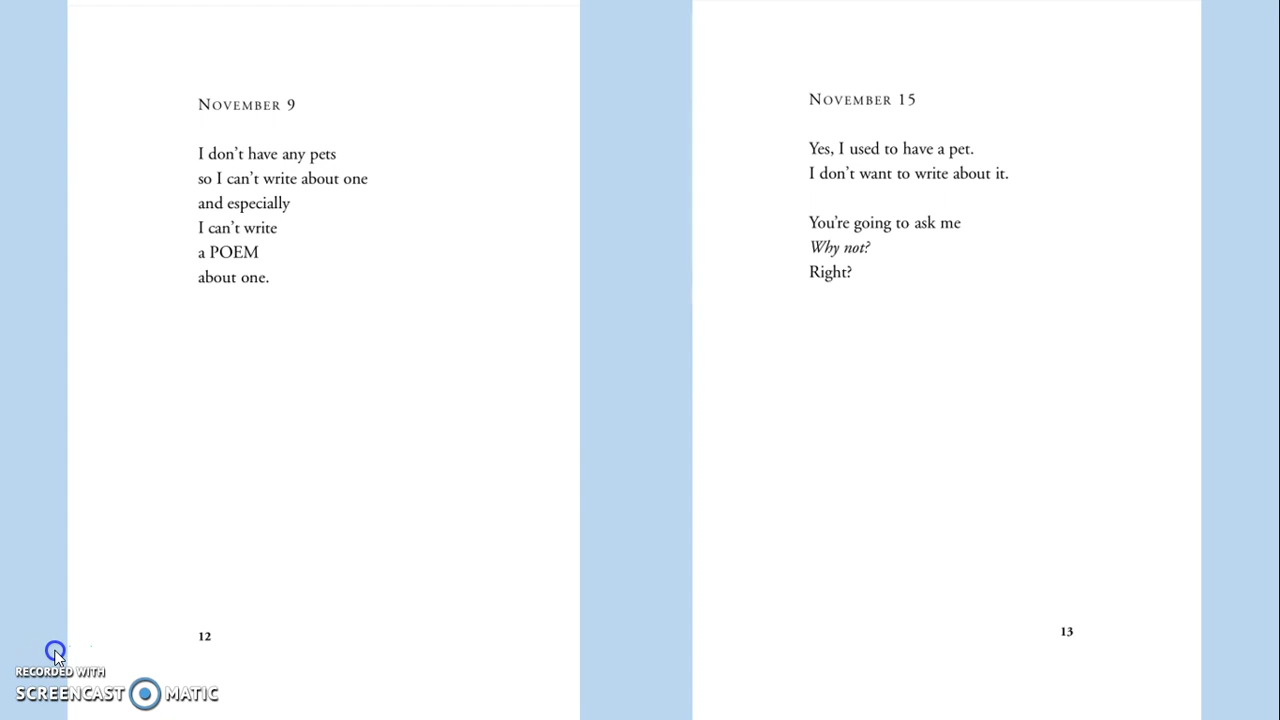 November 9
I don't have any pets
so I can't write about one
and especially
I can't write
a POEM
about one.
12
November 15
Yes, I used to have a pet.
I don't want to write about it.
You're going to ask me
Why not?
Right?
13
RECORDED WITH
SCREENCAST MATIC